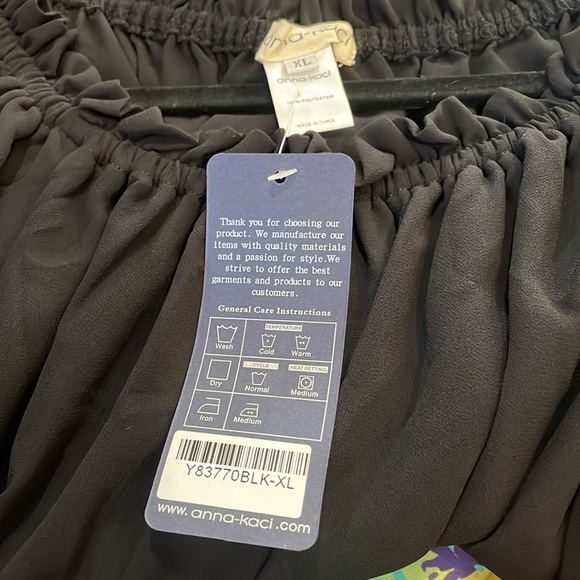 anna-kaci
XL
anna-kaci
100% POLYESTER
MADE IN CHINA
Thank you for choosing our
product. We manufacture our
items with quality materials
and a passion for style.We
strive to offer the best
garments and products to our
customers.
General Care Instructions
TEMPERATURE
Wash
Cold
Warm
CYCLE
HEAT SETTING
Dry
Normal
Medium
Iron
Medium
Y83770BLK-XL
www.anna-kaci.com